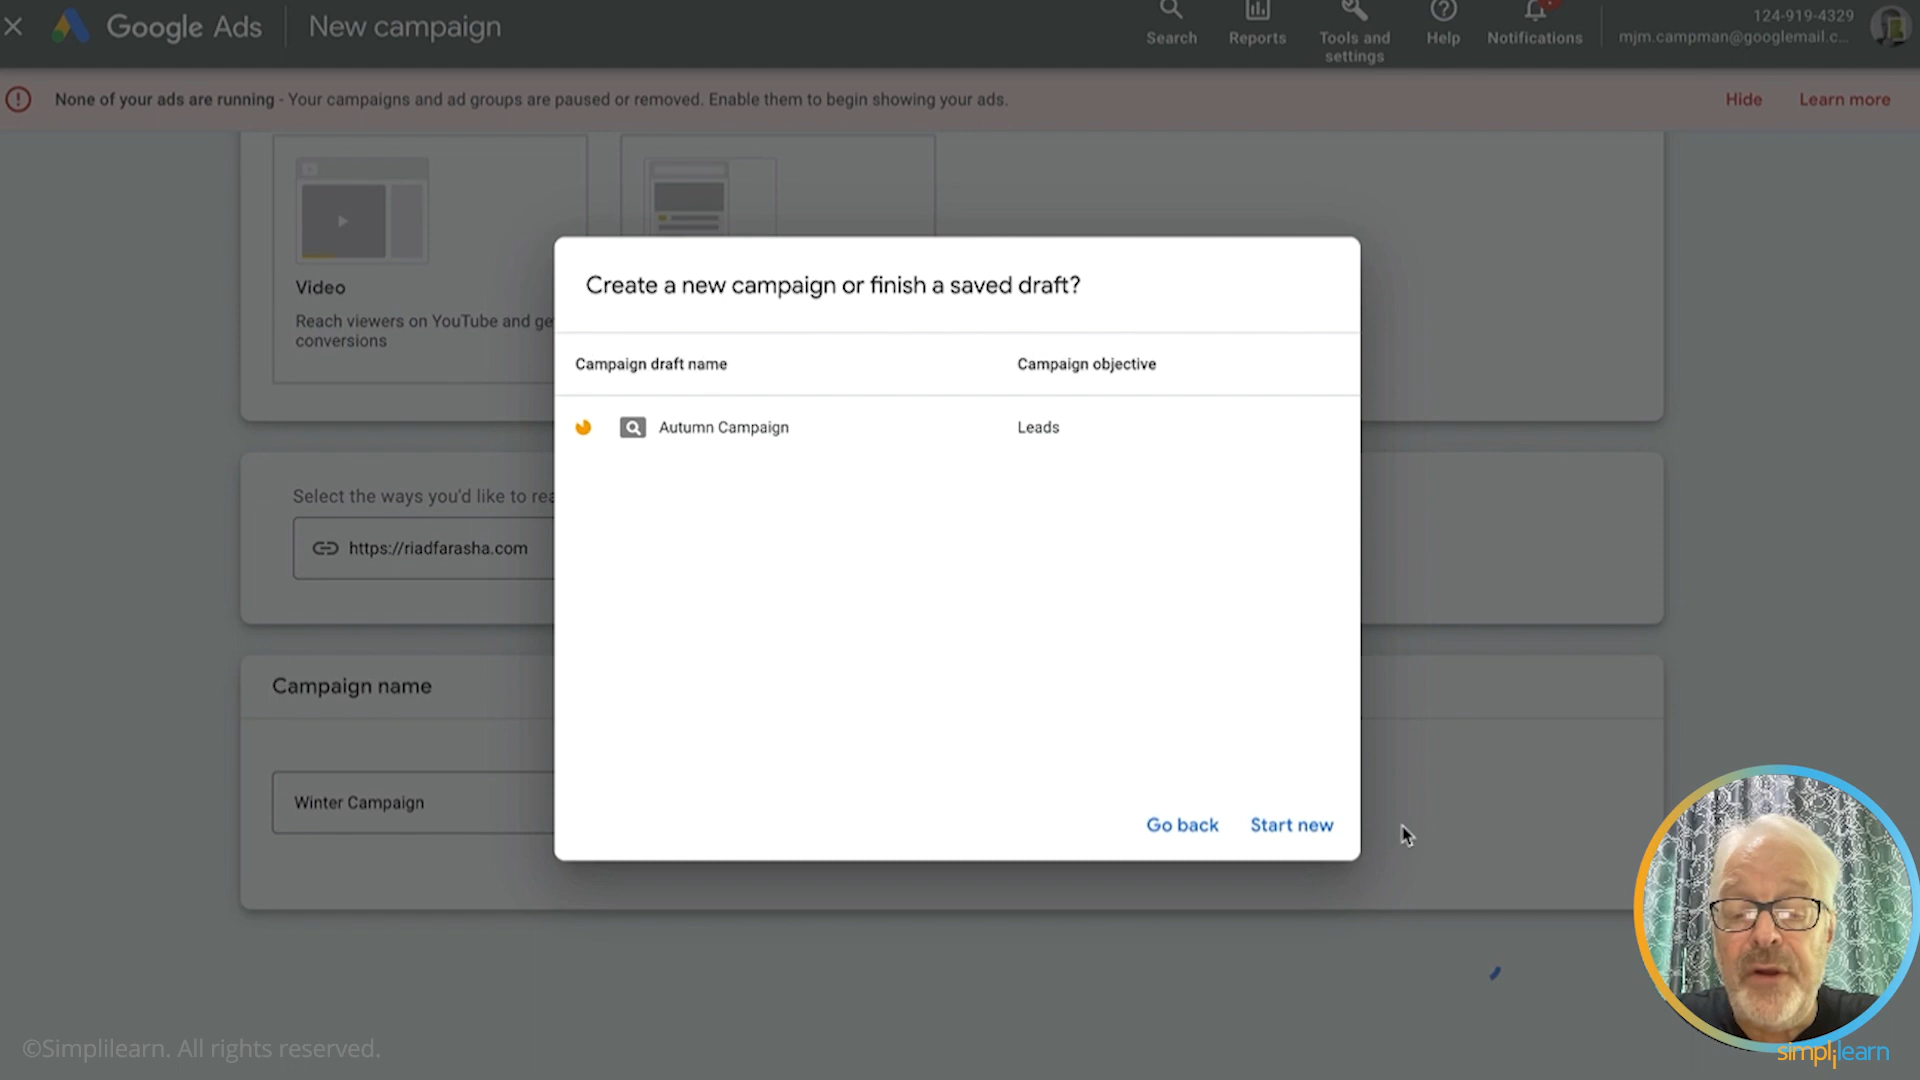 Google Ads
New campaign
Search
Reports
Tools and
settings
Help
Notifications
124-919-4329
mjm.campman@googlemail.c...
None of your ads are running - Your campaigns and ad groups are paused or removed. Enable them to begin showing your ads.
Hide
Learn more
Video
Reach viewers on YouTube and ge
conversions
Create a new campaign or finish a saved draft?
Campaign draft name
Campaign objective
Autumn Campaign
Leads
Select the ways you'd like to rea
https://riadfarasha.com
Campaign name
Winter Campaign
Go back
Start new
©Simplilearn. All rights reserved.
simplilearn